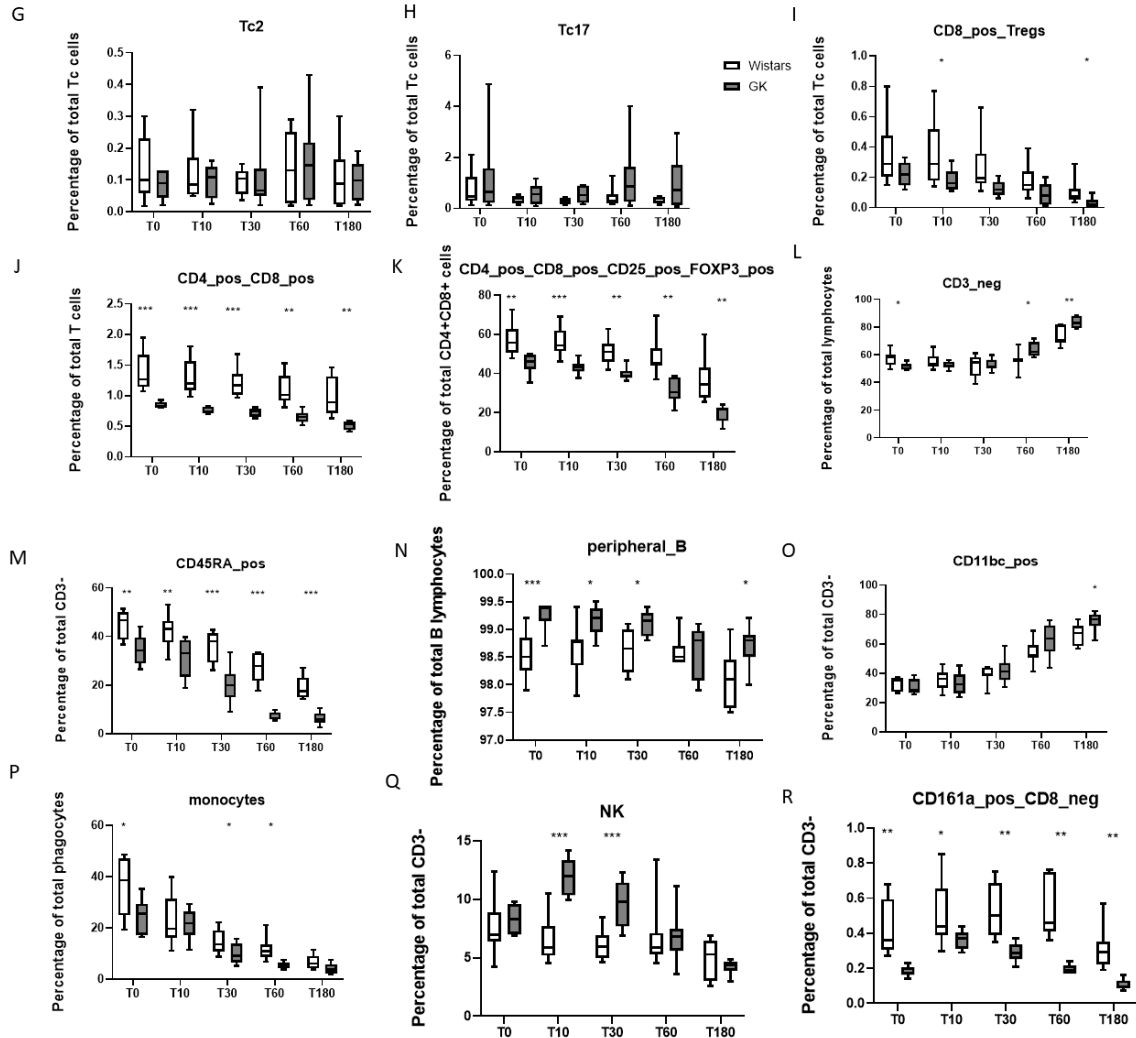 G
Tc2
Percentage of total Tc cells
0.5
0.4
0.3
0.2
0.1
0.0
T0 T10 T30 T60 T180
H
Tc17
Percentage of total Tc cells
6
4
2
0
T0 T10 T30 T60 T180
Wistars
GK
I
CD8_pos_Tregs
Percentage of total Tc cells
1.0
0.8
0.6
0.4
0.2
0.0
* *
T0 T10 T30 T60 T180
J
CD4_pos_CD8_pos
Percentage of total T cells
2.5
2.0
1.5
1.0
0.5
0.0
*** *** *** ** **
T0 T10 T30 T60 T180
K
CD4_pos_CD8_pos_CD25_pos_FOXP3_pos
Percentage of total CD4+CD8+ cells
80
60
40
20
0
** *** ** ** **
T0 T10 T30 T60 T180
L
CD3_neg
Percentage of total lymphocytes
100
80
60
40
20
0
* * **
T0 T10 T30 T60 T180
M
CD45RA_pos
Percentage of total CD3-
60
40
20
0
** ** *** *** ***
T0 T10 T30 T60 T180
N
peripheral_B
Percentage of total B lymphocytes
100.0
99.5
99.0
98.5
98.0
97.5
97.0
*** * * *
T0 T10 T30 T60 T180
O
CD11bc_pos
Percentage of total CD3-
100
80
60
40
20
0
*
T0 T10 T30 T60 T180
P
monocytes
Percentage of total phagocytes
60
40
20
0
* * *
T0 T10 T30 T60 T180
Q
NK
Percentage of total CD3-
15
10
5
0
*** ***
T0 T10 T30 T60 T180
R
CD161a_pos_CD8_neg
Percentage of total CD3-
1.0
0.8
0.6
0.4
0.2
0.0
** * ** ** **
T0 T10 T30 T60 T180